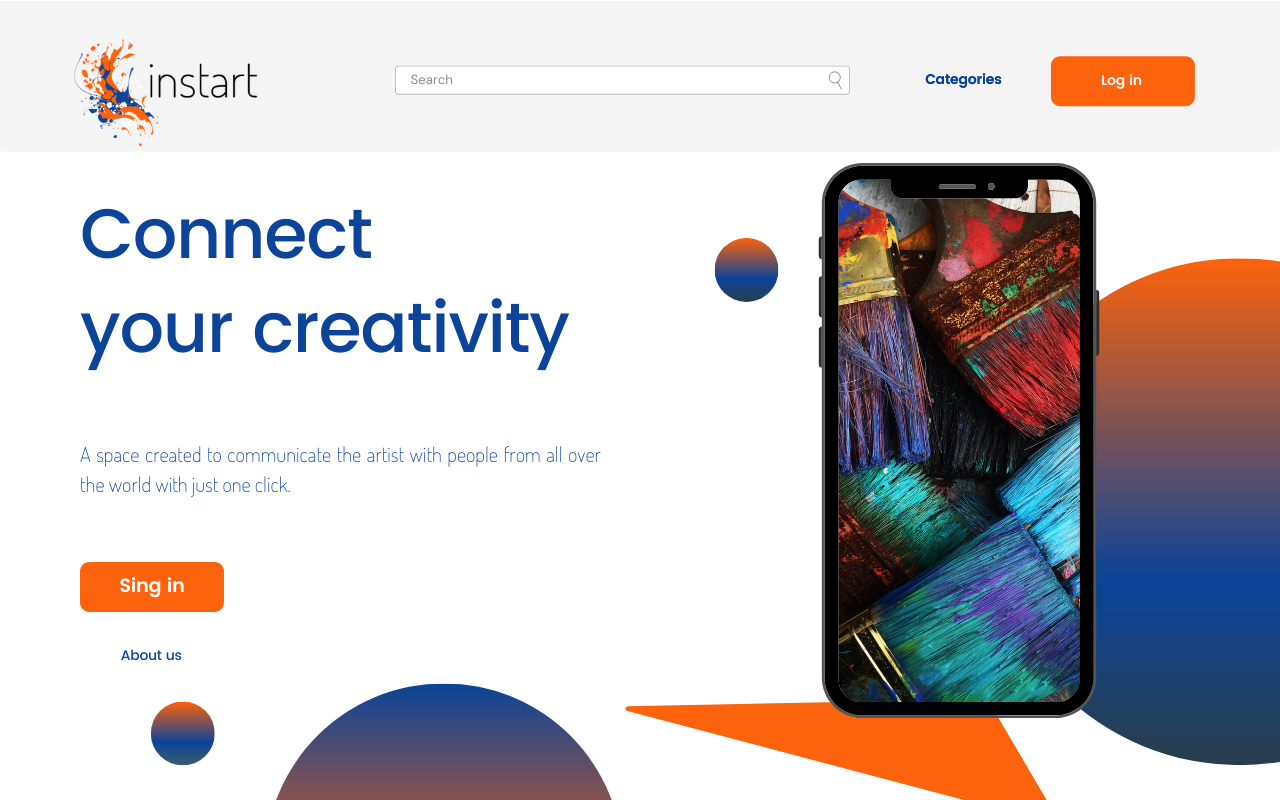 instart
Search
Categories
Log in
Connect
your creativity
A space created to communicate the artist with people from all over
the world with just one click.
Sing in
About us